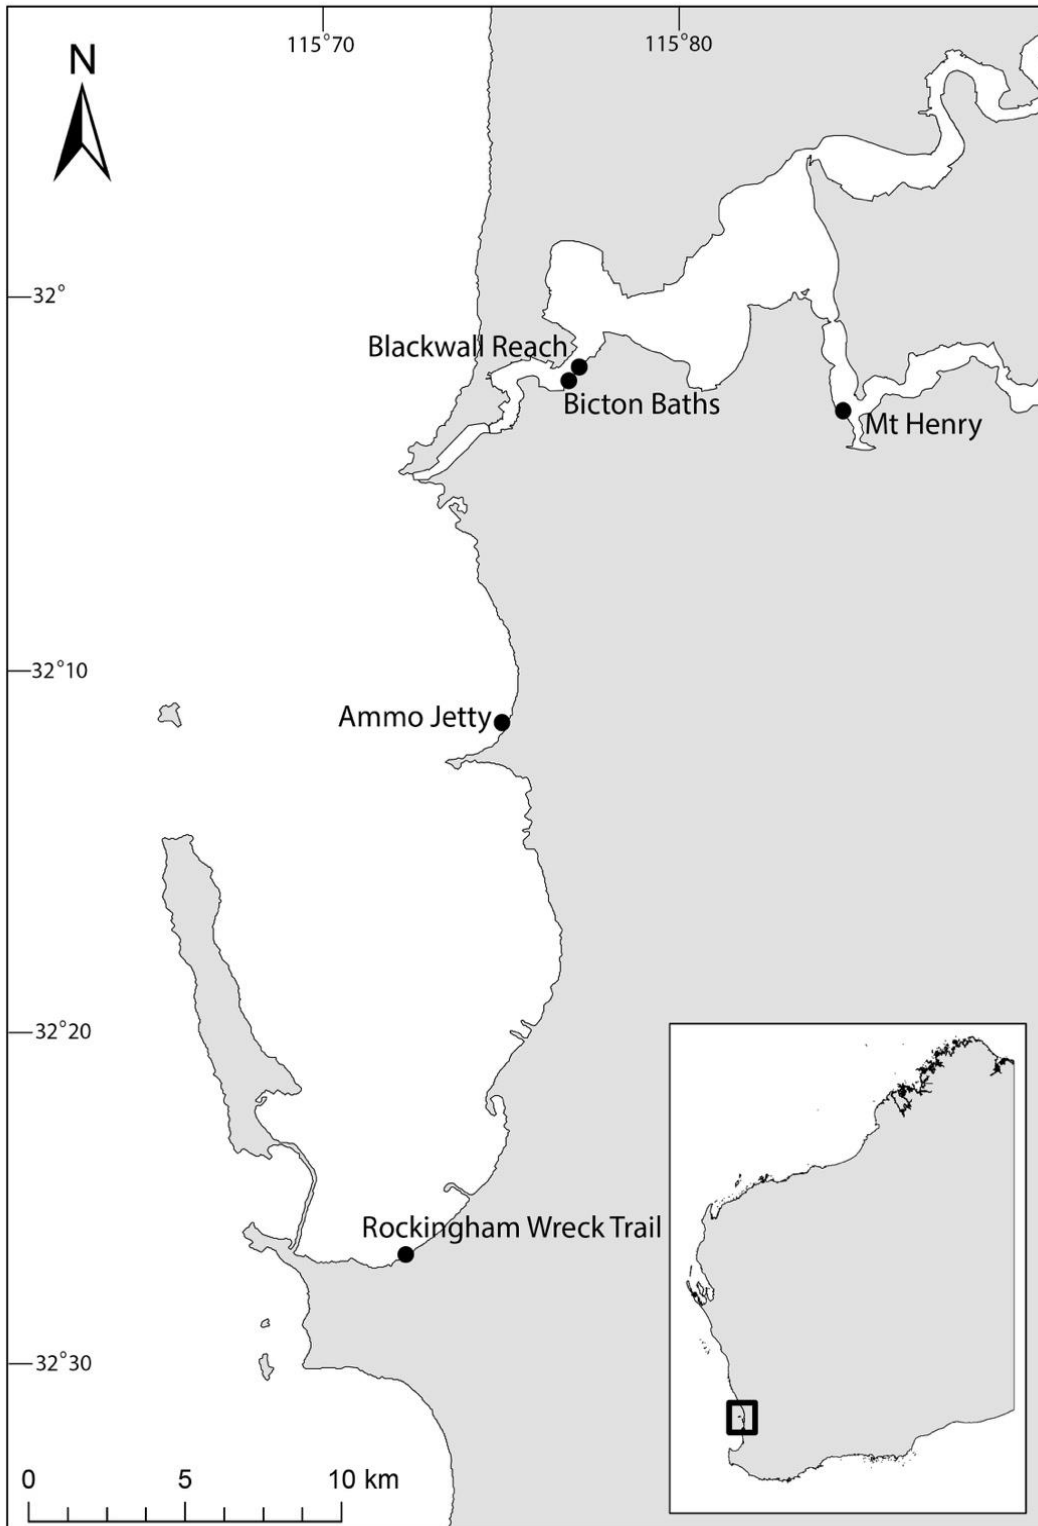 115°70
115°80
N
32°
Blackwall Reach
Bicton Baths
Mt Henry
32°10
Ammo Jetty
32°20
Rockingham Wreck Trail
32°30
0 5 10 km